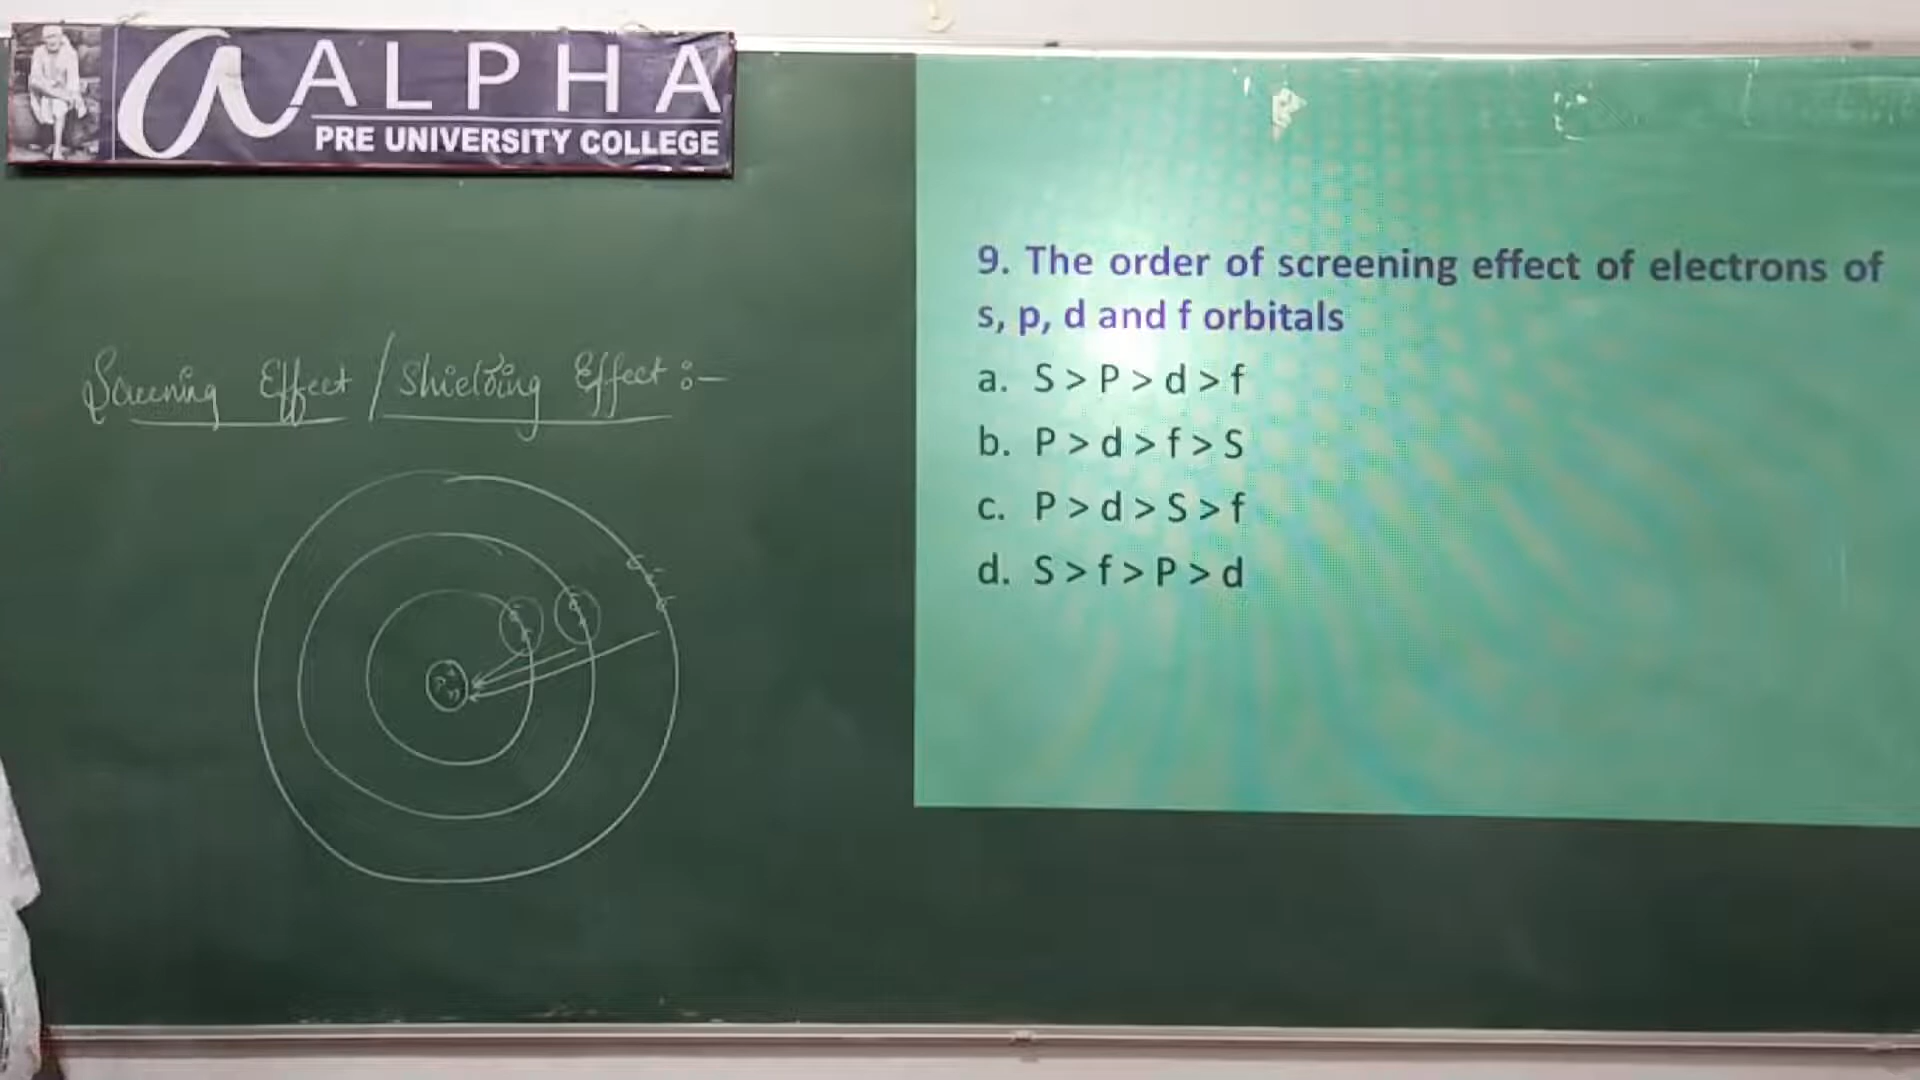 a ALPHA
PRE UNIVERSITY COLLEGE
Screening Effect / Shielding Effect :-
9. The order of screening effect of electrons of
s, p, d and f orbitals
a. S > P > d > f
b. P > d > f > S
c. P > d > S > f
d. S > f > P > d